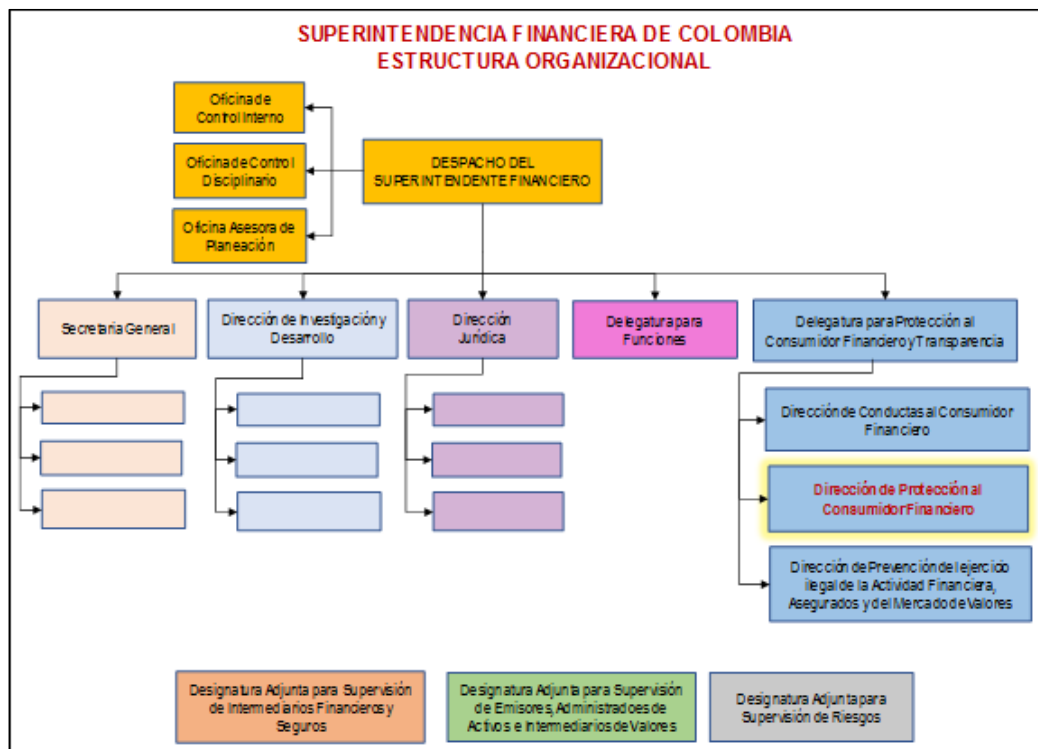 SUPERINTENDENCIA FINANCIERA DE COLOMBIA
ESTRUCTURA ORGANIZACIONAL
Oficina de
Control Interno
Oficina de Control
Disciplinario
Oficina Asesora de
Planeación
DESPACHO DEL
SUPERINTENDENTE FINANCIERO
Secretaria General
Dirección de Investigación y
Desarrollo
Dirección
Jurídica
Delegatura para
Funciones
Delegatura para Protección al
Consumidor Financiero y Transparencia
Dirección de Conductas al Consumidor
Financiero
Dirección de Protección al
Consumidor Financiero
Dirección de Prevención del ejercicio
ilegal de la Actividad Financiera,
Asegurados y del Mercado de Valores
Designatura Adjunta para Supervisión
de Intermediarios Financieros y
Seguros
Designatura Adjunta para Supervisión
de Emisores, Administradoes de
Activos e Intermediarios de Valores
Designatura Adjunta para
Supervisión de Riesgos